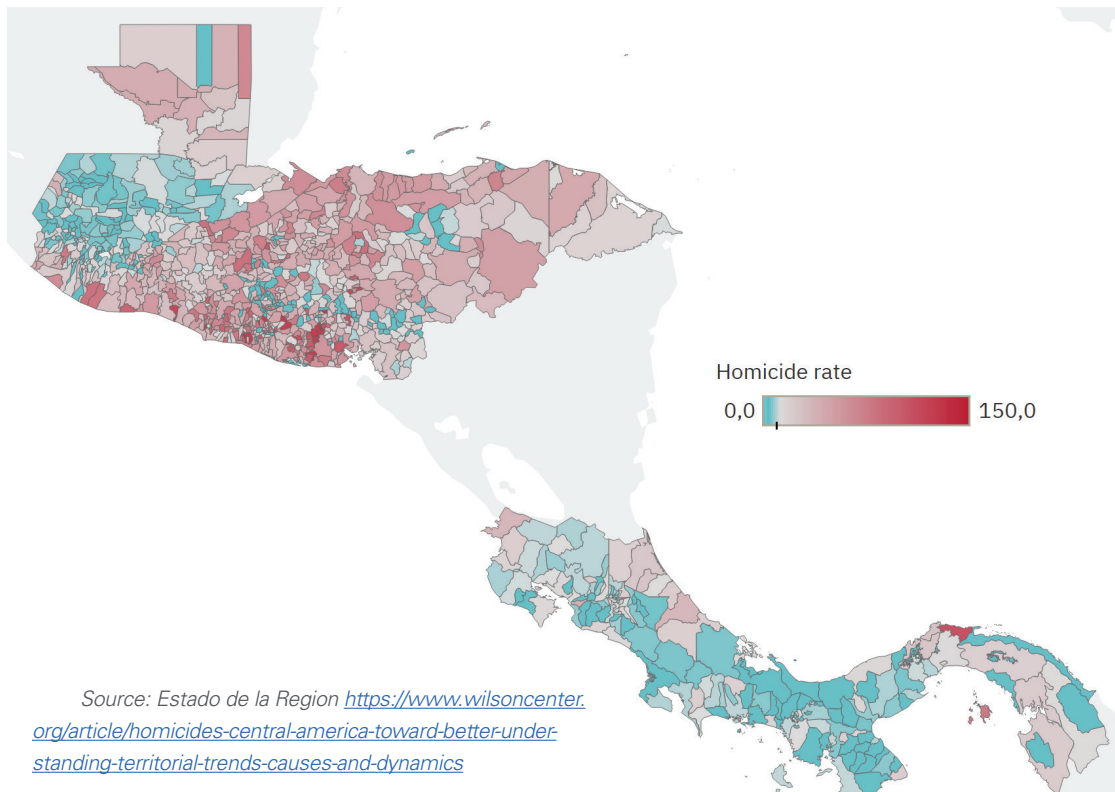 Homicide rate
0,0 150,0
Source: Estado de la Region https://www.wilsoncenter.
org/article/homicides-central-america-toward-better-under-
standing-territorial-trends-causes-and-dynamics